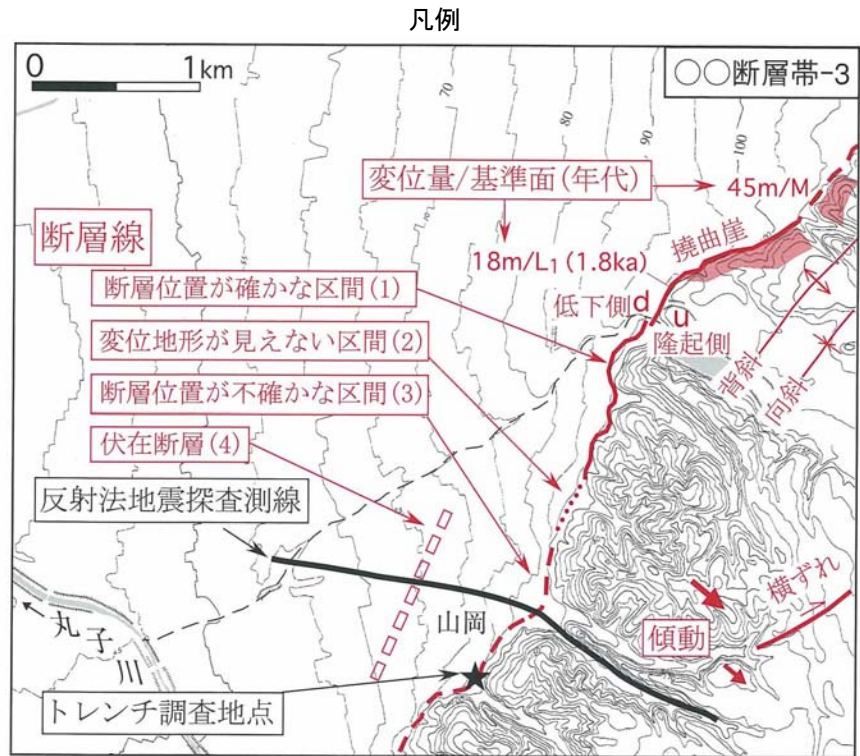 凡例
0 1km
○○断層帯-3
70
80
90
100
変位量/基準面(年代)
45m/M
断層線
18m/L₁ (1.8ka)
撓曲崖
断層位置が確かな区間(1)
低下側 d
u
隆起側
変位地形が見えない区間(2)
断層位置が不確かな区間(3)
背斜
向斜
伏在断層(4)
反射法地震探査測線
横ずれ
山岡
傾動
丸子川
トレンチ調査地点